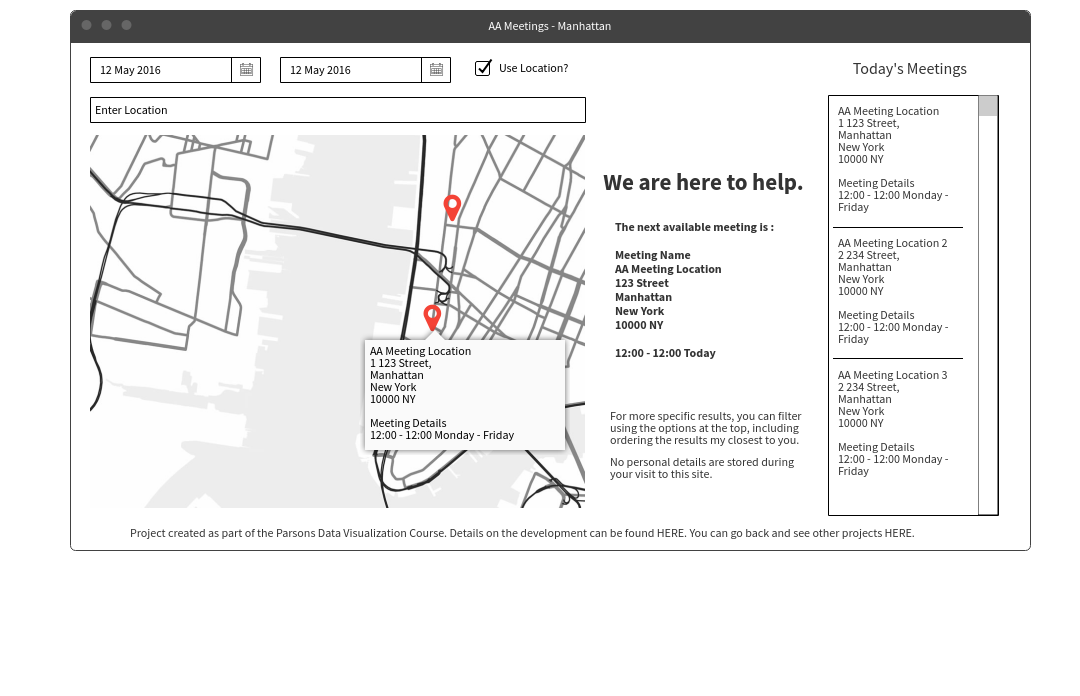 AA Meetings - Manhattan
12 May 2016
12 May 2016
Use Location?
Enter Location
AA Meeting Location
1 123 Street,
Manhattan
New York
10000 NY
Meeting Details
12:00 - 12:00 Monday - Friday
We are here to help.
The next available meeting is :
Meeting Name
AA Meeting Location
123 Street
Manhattan
New York
10000 NY
12:00 - 12:00 Today
For more specific results, you can filter
using the options at the top, including
ordering the results my closest to you.
No personal details are stored during
your visit to this site.
Today's Meetings
AA Meeting Location
1 123 Street,
Manhattan
New York
10000 NY
Meeting Details
12:00 - 12:00 Monday -
Friday
AA Meeting Location 2
2 234 Street,
Manhattan
New York
10000 NY
Meeting Details
12:00 - 12:00 Monday -
Friday
AA Meeting Location 3
2 234 Street,
Manhattan
New York
10000 NY
Meeting Details
12:00 - 12:00 Monday -
Friday
Project created as part of the Parsons Data Visualization Course. Details on the development can be found HERE. You can go back and see other projects HERE.